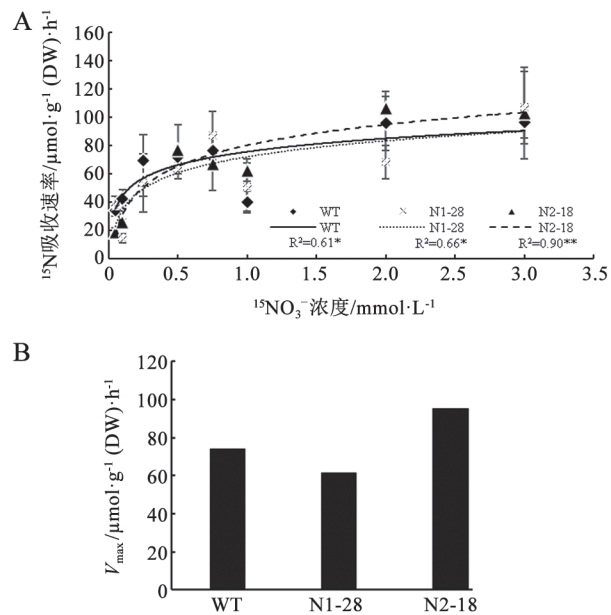 A
¹⁵N吸收速率/μmol·g⁻¹ (DW)·h⁻¹
160
140
120
100
80
60
40
20
0
WT N1-28 N2-18
WT N1-28 N2-18
R²=0.61* R²=0.66* R²=0.90**
0 0.5 1.0 1.5 2.0 2.5 3.0 3.5
¹⁵NO₃⁻浓度/mmol·L⁻¹
B
Vmax/μmol·g⁻¹ (DW)·h⁻¹
120
100
80
60
40
20
0
WT N1-28 N2-18